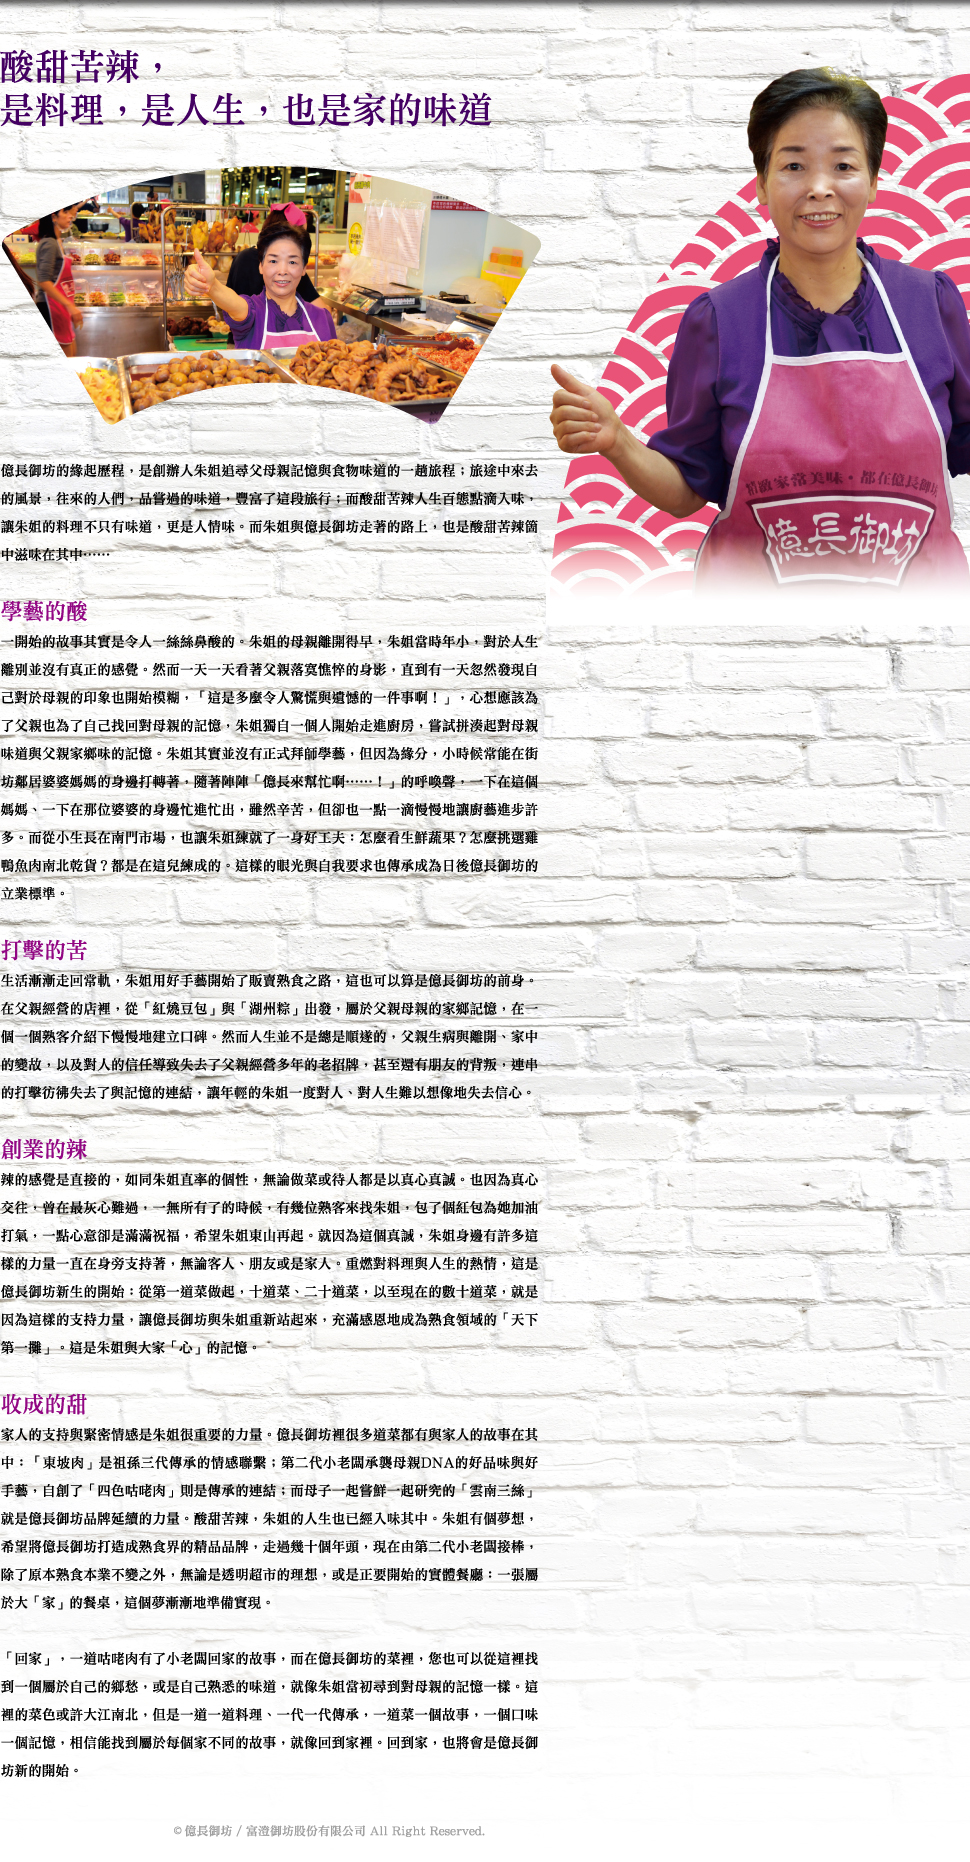 酸甜苦辣，
是料理，是人生，也是家的味道
精緻家常美味・都在億長御坊
億長御坊
億長御坊的緣起歷程，是創辦人朱姐追尋父母親記憶與食物味道的一趟旅程；旅途中來去
的風景，往來的人們，品嘗過的味道，豐富了這段旅行；而酸甜苦辣人生百態點滴入味，
讓朱姐的料理不只有味道，更是人情味。而朱姐與億長御坊走著的路上，也是酸甜苦辣箇
中滋味在其中……
學藝的酸
一開始的故事其實是令人一絲絲鼻酸的。朱姐的母親離開得早，朱姐當時年小，對於人生
離別並沒有真正的感覺。然而一天一天看著父親落寞憔悴的身影，直到有一天忽然發現自
己對於母親的印象也開始模糊，「這是多麼令人驚慌與遺憾的一件事啊！」，心想應該為
了父親也為了自己找回對母親的記憶，朱姐獨自一個人開始走進廚房，嘗試拼湊起對母親
味道與父親家鄉味的記憶。朱姐其實並沒有正式拜師學藝，但因為緣分，小時候常能在街
坊鄰居婆婆媽媽的身邊打轉著，隨著陣陣「億長來幫忙啊……！」的呼喚聲，一下在這個
媽媽、一下在那位婆婆的身邊忙進忙出，雖然辛苦，但卻也一點一滴慢慢地讓廚藝進步許
多。而從小生長在南門市場，也讓朱姐練就了一身好工夫：怎麼看生鮮蔬果？怎麼挑選雞
鴨魚肉南北乾貨？都是在這兒練成的。這樣的眼光與自我要求也傳承成為日後億長御坊的
立業標準。
打擊的苦
生活漸漸走回常軌，朱姐用好手藝開始了販賣熟食之路，這也可以算是億長御坊的前身。
在父親經營的店裡，從「紅燒豆包」與「湖州粽」出發，屬於父親母親的家鄉記憶，在一
個一個熟客介紹下慢慢地建立口碑。然而人生並不是總是順遂的，父親生病與離開、家中
的變故，以及對人的信任導致失去了父親經營多年的老招牌，甚至還有朋友的背叛，連串
的打擊彷彿失去了與記憶的連結，讓年輕的朱姐一度對人、對人生難以想像地失去信心。
創業的辣
辣的感覺是直接的，如同朱姐直率的個性，無論做菜或待人都是以真心真誠。也因為真心
交往，曾在最灰心難過，一無所有了的時候，有幾位熟客來找朱姐，包了個紅包為她加油
打氣，一點心意卻是滿滿祝福，希望朱姐東山再起。就因為這個真誠，朱姐身邊有許多這
樣的力量一直在身旁支持著，無論客人、朋友或是家人。重燃對料理與人生的熱情，這是
億長御坊新生的開始：從第一道菜做起，十道菜、二十道菜，以至現在的數十道菜，就是
因為這樣的支持力量，讓億長御坊與朱姐重新站起來，充滿感恩地成為熟食領域的「天下
第一攤」。這是朱姐與大家「心」的記憶。
收成的甜
家人的支持與緊密情感是朱姐很重要的力量。億長御坊裡很多道菜都有與家人的故事在其
中：「東坡肉」是祖孫三代傳承的情感聯繫；第二代小老闆承襲母親DNA的好品味與好
手藝，自創了「四色咕咾肉」則是傳承的連結；而母子一起嘗鮮一起研究的「雲南三絲」
就是億長御坊品牌延續的力量。酸甜苦辣，朱姐的人生也已經入味其中。朱姐有個夢想，
希望將億長御坊打造成熟食界的精品品牌，走過幾十個年頭，現在由第二代小老闆接棒，
除了原本熟食本業不變之外，無論是透明超市的理想，或是正要開始的實體餐廳：一張屬
於大「家」的餐桌，這個夢漸漸地準備實現。
「回家」，一道咕咾肉有了小老闆回家的故事，而在億長御坊的菜裡，您也可以從這裡找
到一個屬於自己的鄉愁，或是自己熟悉的味道，就像朱姐當初尋到對母親的記憶一樣。這
裡的菜色或許大江南北，但是一道一道料理、一代一代傳承，一道菜一個故事，一個口味
一個記憶，相信能找到屬於每個家不同的故事，就像回到家裡。回到家，也將會是億長御
坊新的開始。
© 億長御坊 / 富澄御坊股份有限公司 All Right Reserved.